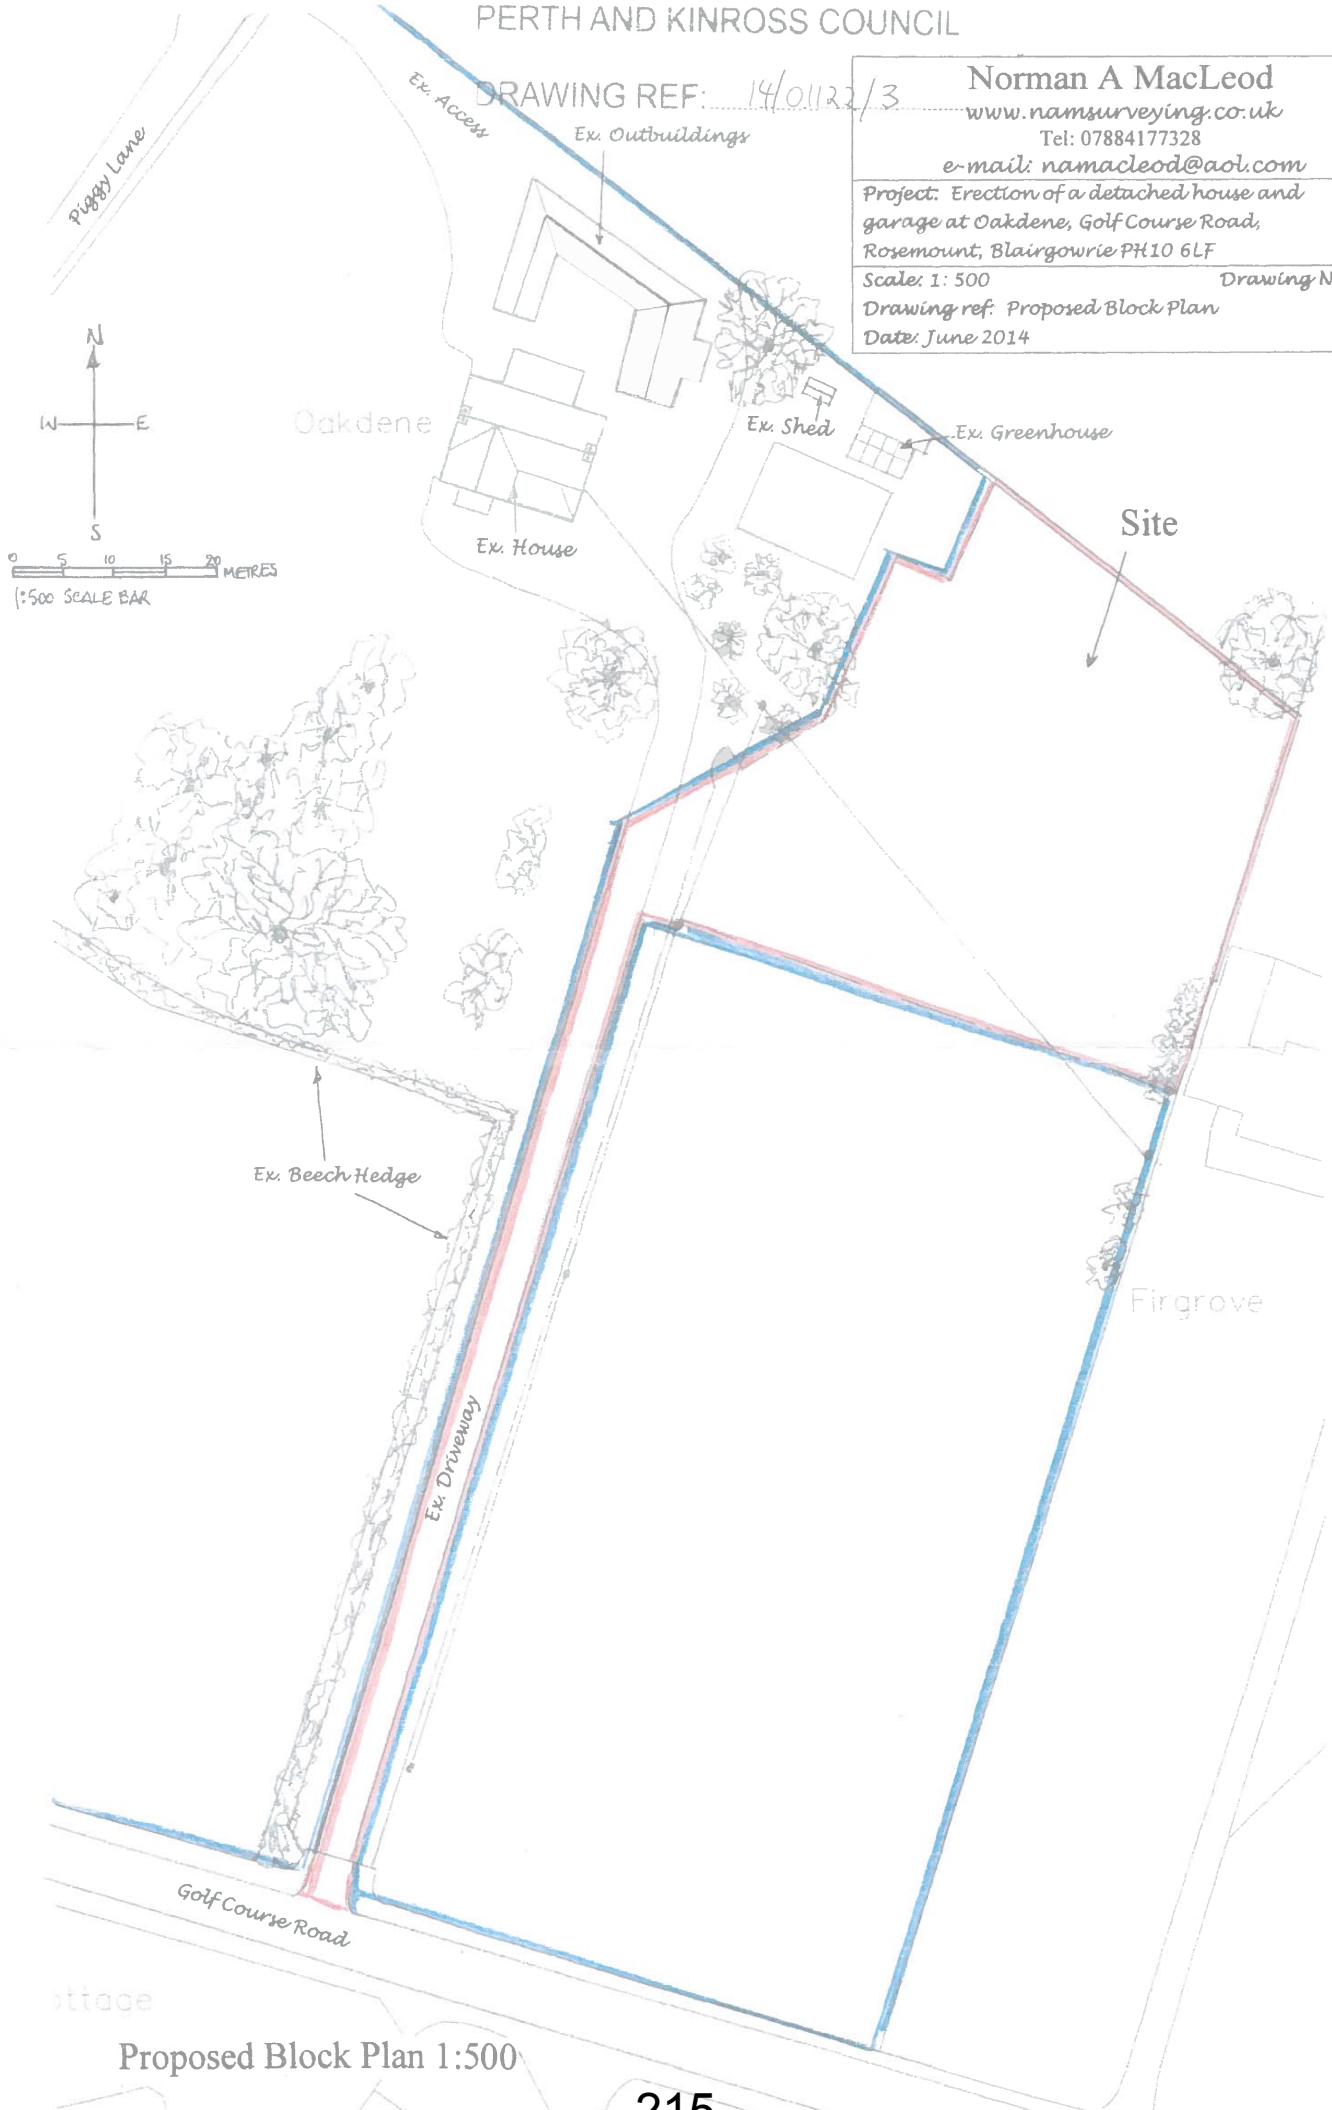 PERTH AND KINROSS COUNCIL
DRAWING REF: 14/01122/3
Norman A MacLeod
www.namsurveying.co.uk
Tel: 07884177328
e-mail: namacleod@aol.com
Project: Erection of a detached house and
garage at Oakdene, Golf Course Road,
Rosemount, Blairgowrie PH10 6LF
Scale: 1:500 Drawing N
Drawing ref: Proposed Block Plan
Date: June 2014
Ex. Access
Ex. Outbuildings
Piggy Lane
N
W E
S
0 5 10 15 20 METRES
1:500 SCALE BAR
Oakdene
Ex. Shed
Ex. Greenhouse
Ex. House
Site
Ex. Beech Hedge
Firgrove
Ex. Driveway
Golf Course Road
ottage
Proposed Block Plan 1:500
215